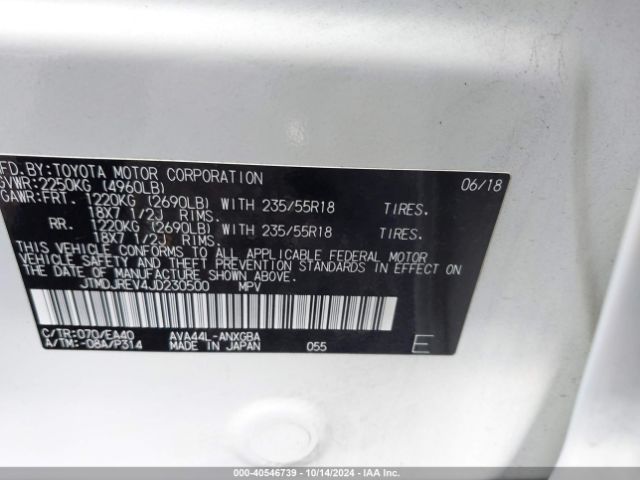 MFD.BY:TOYOTA MOTOR CORPORATION 06/18
GVWR:2250KG (4960LB)
GAWR:FRT. 1220KG (2690LB) WITH 235/55R18 TIRES.
18X7 1/2J RIMS.
RR. 1220KG (2690LB) WITH 235/55R18 TIRES.
18X7 1/2J RIMS.
THIS VEHICLE CONFORMS TO ALL APPLICABLE FEDERAL MOTOR
VEHICLE SAFETY AND THEFT PREVENTION STANDARDS IN EFFECT ON
THE DATE OF MANUFACTURE SHOWN ABOVE.
JTMDJREV4JD230500 MPV
C/TR:070/EA40 AVA44L-ANXGBA
A/TM:-08A/P314 MADE IN JAPAN 055 E
000-40546739 - 10/14/2024 - IAAI.COM